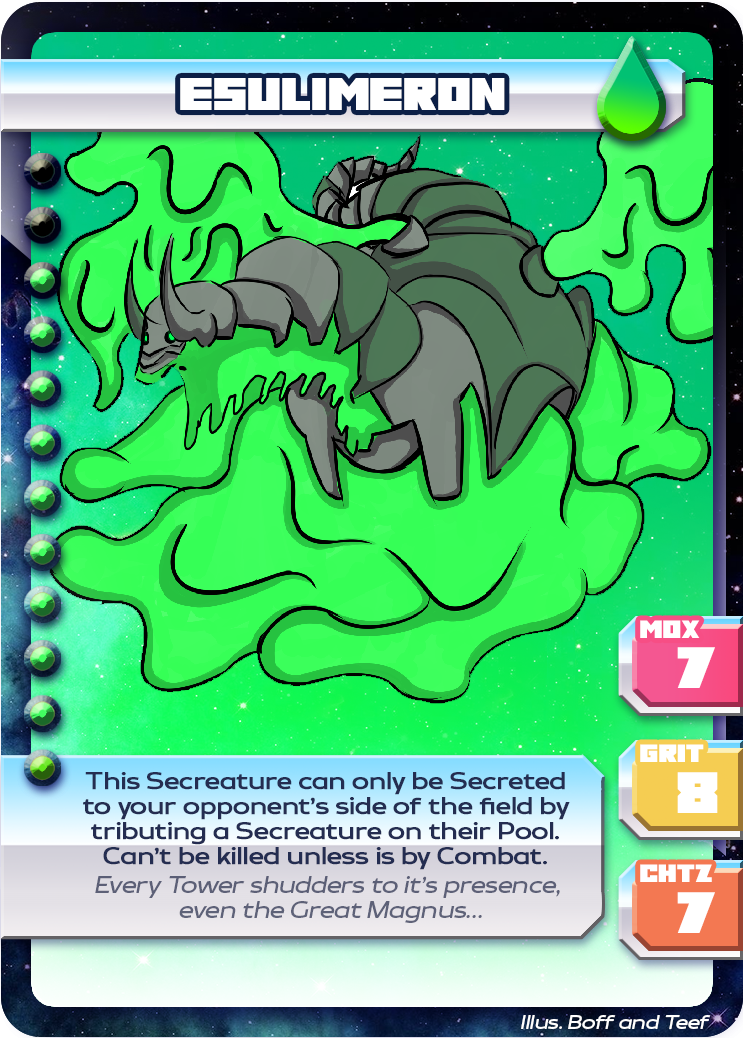 ESULIMERON
MOX
7
GRIT
8
CHTZ
7
This Secreature can only be Secreted
to your opponent's side of the field by
tributing a Secreature on their Pool.
Can't be killed unless is by Combat.
Every Tower shudders to it's presence,
even the Great Magnus...
Illus. Boff and Teef